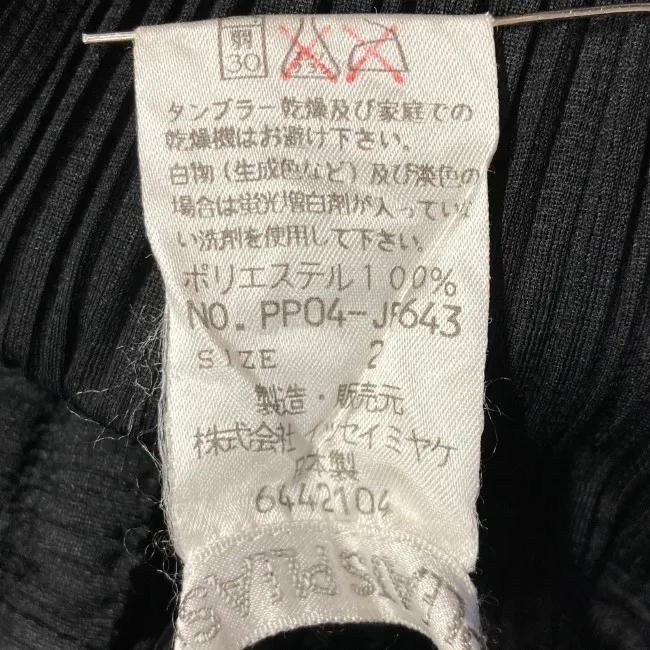 弱
30
タンブラー乾燥及び家庭での
乾燥機はお避け下さい。
白物(生成色など)及び淡色の
場合は蛍光増白剤が入っていな
い洗剤を使用して下さい。
ポリエステル100%
NO. PP04-JF643
SIZE 2
製造・販売元
株式会社イッセイミヤケ
日本製
6442104